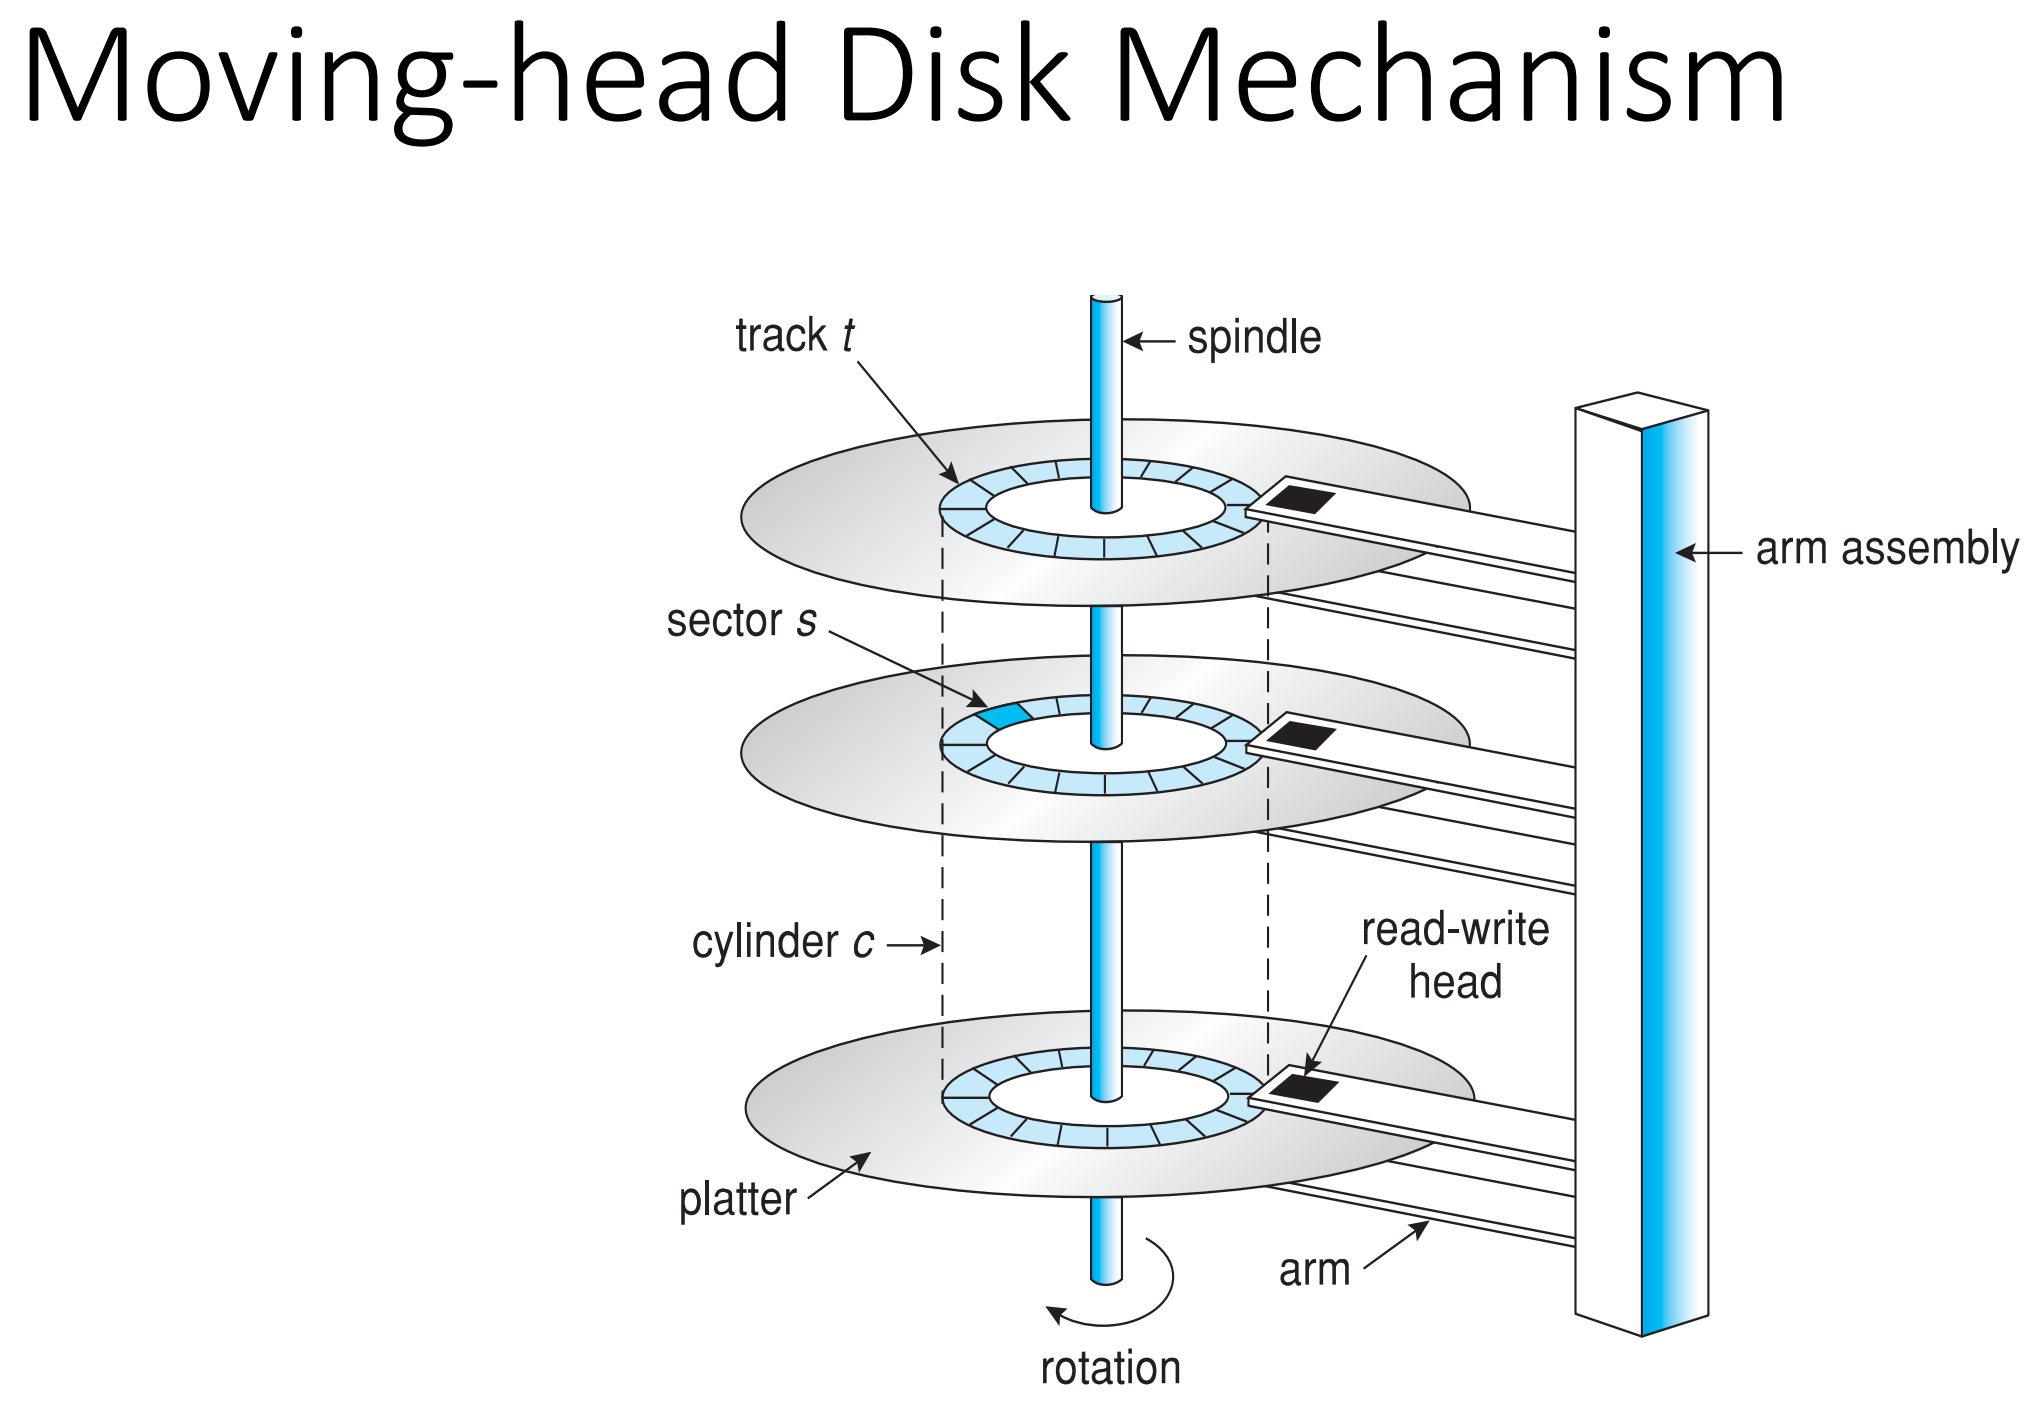 Moving-head Disk Mechanism
track t
spindle
arm assembly
sector s
cylinder c
read-write
head
platter
arm
rotation